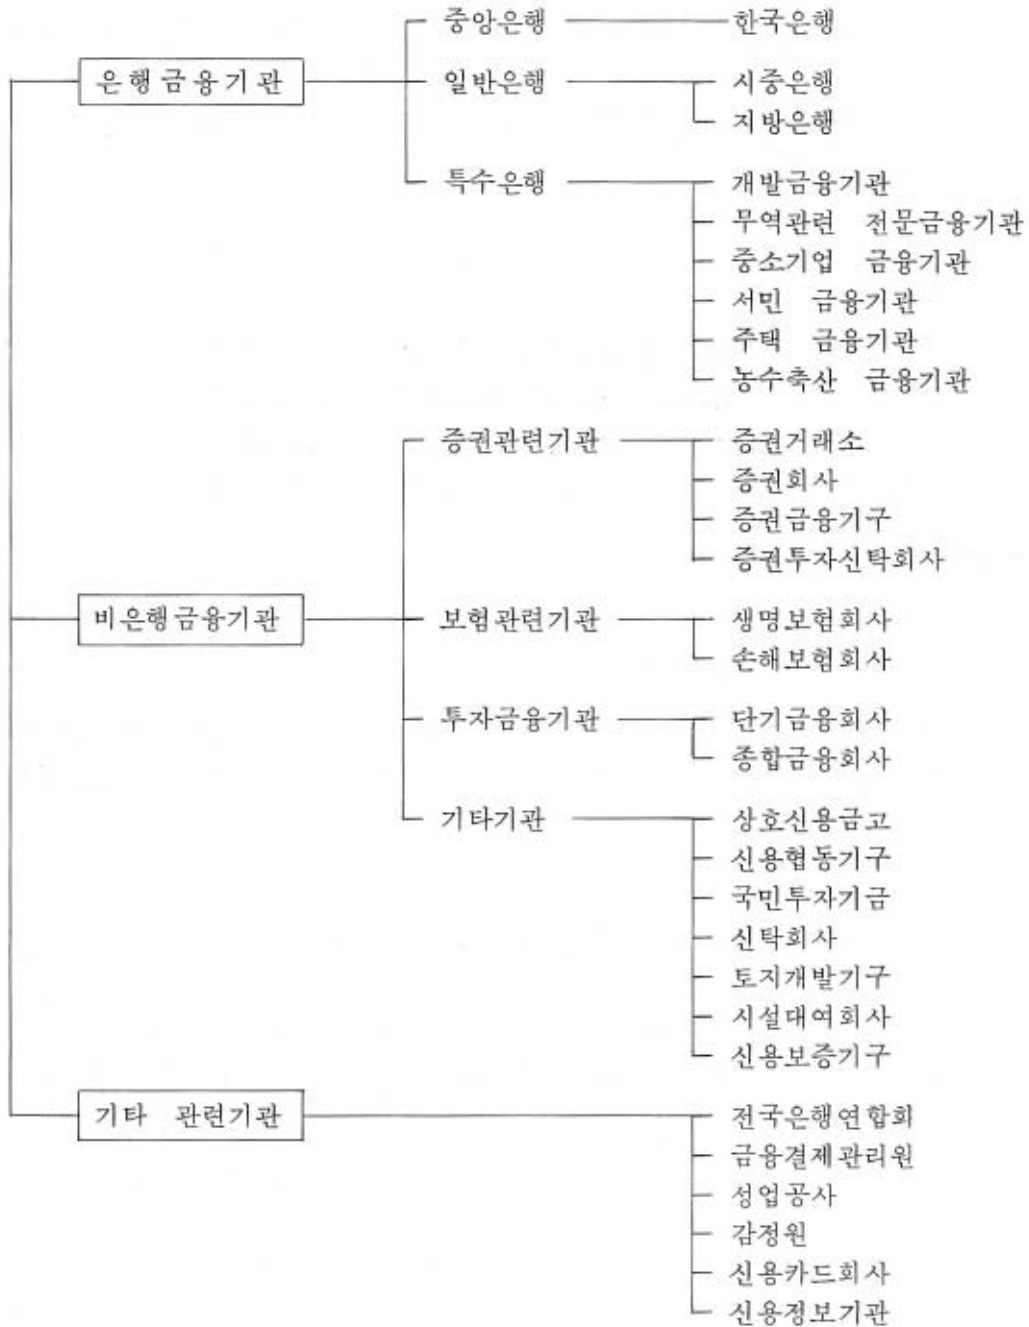 중앙은행 한국은행
은행금융기관 일반은행 시중은행
지방은행
특수은행 개발금융기관
무역관련 전문금융기관
중소기업 금융기관
서민 금융기관
주택 금융기관
농수축산 금융기관
증권관련기관 증권거래소
증권회사
증권금융기구
증권투자신탁회사
비은행금융기관 보험관련기관 생명보험회사
손해보험회사
투자금융기관 단기금융회사
종합금융회사
기타기관 상호신용금고
신용협동기구
국민투자기금
신탁회사
토지개발기구
시설대여회사
신용보증기구
기타 관련기관 전국은행연합회
금융결제관리원
성업공사
감정원
신용카드회사
신용정보기관